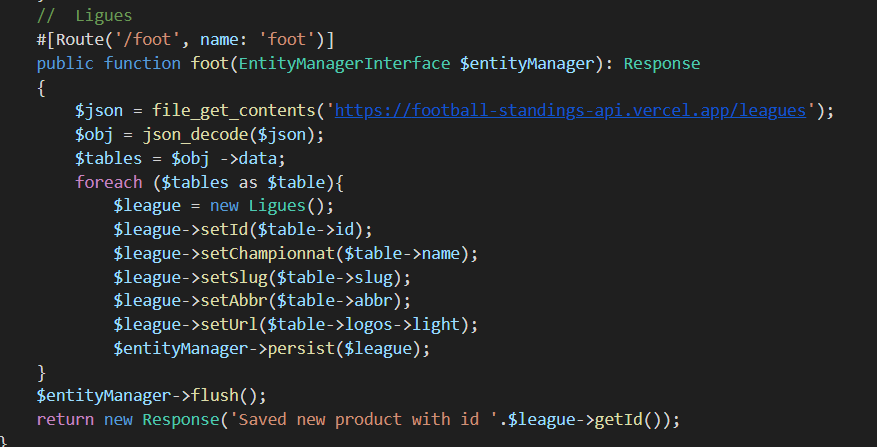 //  Ligues
#[Route('/foot', name: 'foot')]
public function foot(EntityManagerInterface $entityManager): Response
{
    $json = file_get_contents('https://football-standings-api.vercel.app/leagues');
    $obj = json_decode($json);
    $tables = $obj ->data;
    foreach ($tables as $table){
        $league = new Ligues();
        $league->setId($table->id);
        $league->setChampionnat($table->name);
        $league->setSlug($table->slug);
        $league->setAbbr($table->abbr);
        $league->setUrl($table->logos->light);
        $entityManager->persist($league);
}
$entityManager->flush();
return new Response('Saved new product with id '.$league->getId());
}